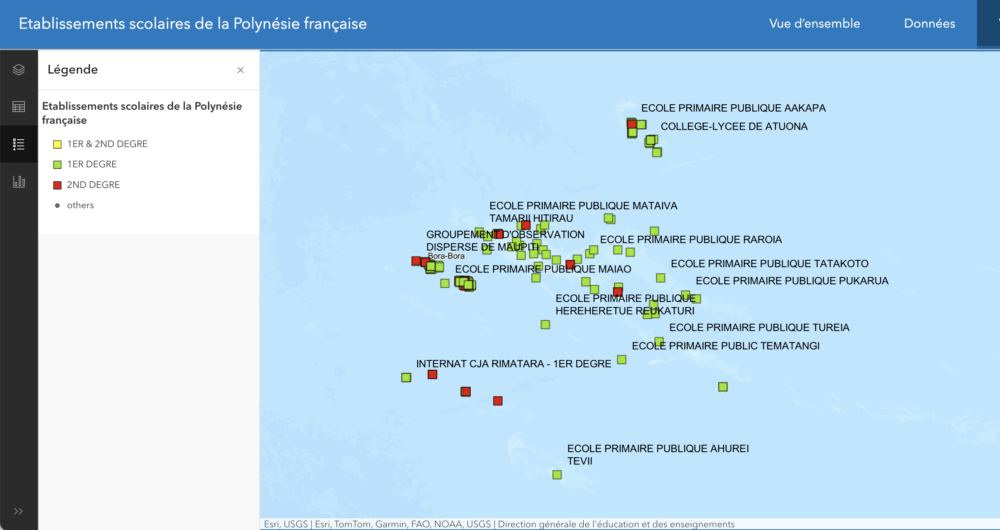 Etablissements scolaires de la Polynésie française
Vue d’ensemble
Données
Légende
Etablissements scolaires de la Polynésie
française
1ER & 2ND DEGRE
1ER DEGRE
2ND DEGRE
others
ECOLE PRIMAIRE PUBLIQUE AAKAPA
COLLEGE-LYCEE DE ATUONA
ECOLE PRIMAIRE PUBLIQUE MATAIVA
TAMARII HITIRAU
GROUPEMENT D'OBSERVATION
DISPERSE DE MAUPITI
ECOLE PRIMAIRE PUBLIQUE RAROIA
Bora-Bora
ECOLE PRIMAIRE PUBLIQUE MAIAO
ECOLE PRIMAIRE PUBLIQUE TATAKOTO
ECOLE PRIMAIRE PUBLIQUE PUKARUA
ECOLE PRIMAIRE PUBLIQUE
HEREHERETUE REUKATURI
ECOLE PRIMAIRE PUBLIQUE TUREIA
ECOLE PRIMAIRE PUBLIC TEMATANGI
INTERNAT CJA RIMATARA - 1ER DEGRE
ECOLE PRIMAIRE PUBLIQUE AHUREI
TEVII
Esri, USGS | Esri, TomTom, Garmin, FAO, NOAA, USGS | Direction générale de l'éducation et des enseignements